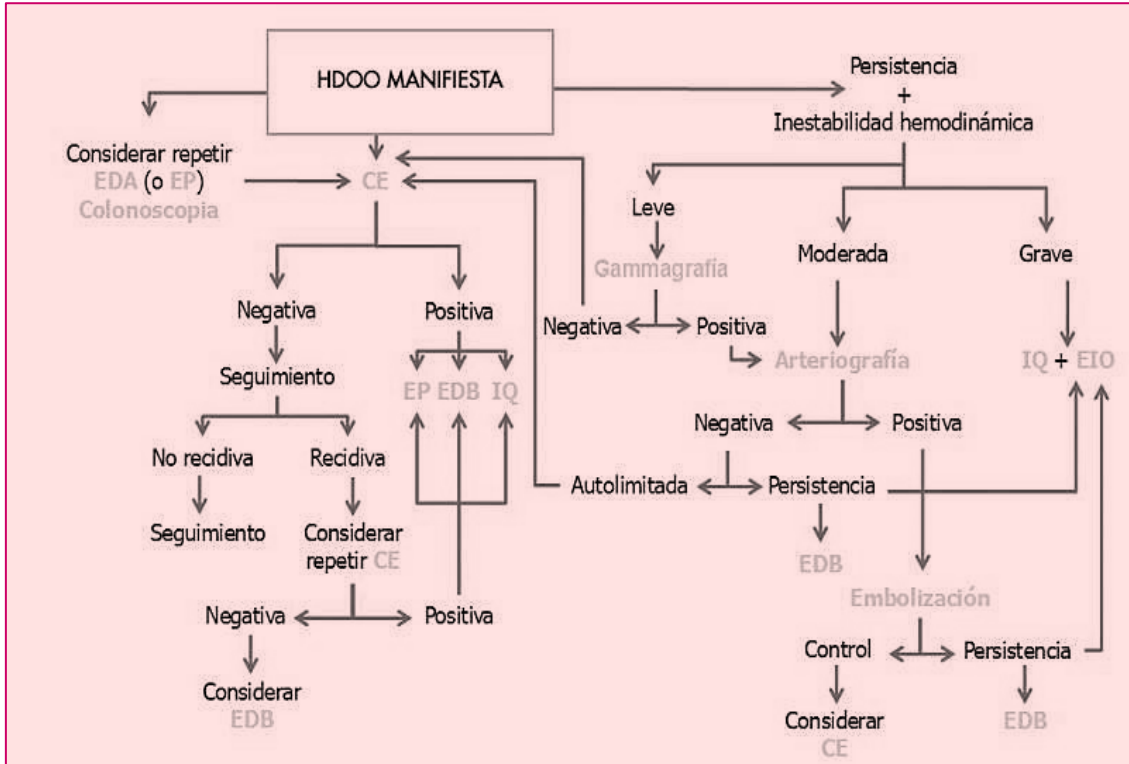 HDOO MANIFIESTA
Persistencia
+
Inestabilidad hemodinámica
Considerar repetir
EDA (o EP)
Colonoscopia
CE
Leve
Moderada
Grave
Gammagrafía
Negativa
Positiva
Negativa
Positiva
Arteriografía
IQ + EIO
Seguimiento
EP EDB IQ
Negativa
Positiva
No recidiva
Recidiva
Autolimitada
Persistencia
Seguimiento
Considerar
repetir CE
EDB
Embolización
Negativa
Positiva
Control
Persistencia
Considerar
EDB
Considerar
CE
EDB